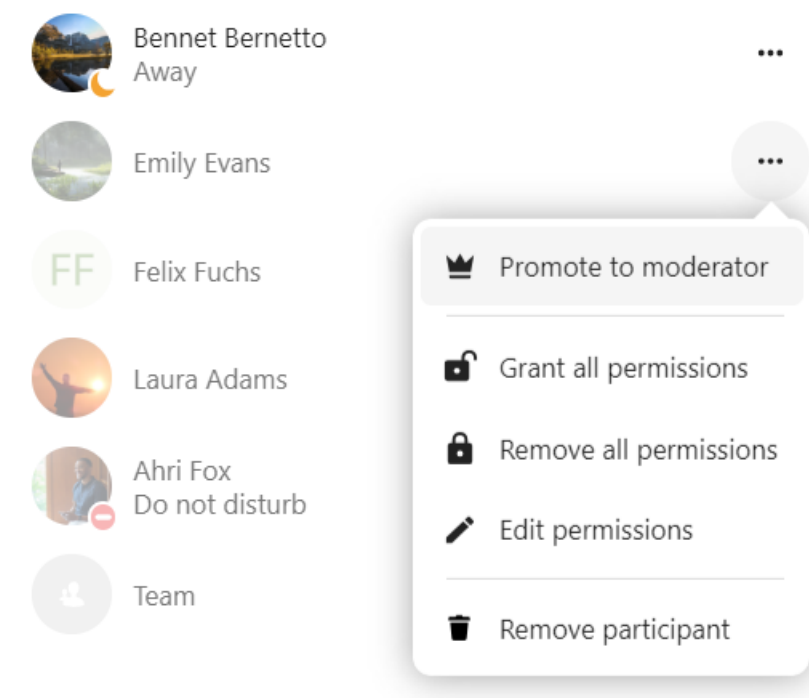 Bennet Bernetto
Away
Emily Evans
FF
Felix Fuchs
Laura Adams
Ahri Fox
Do not disturb
Team
Promote to moderator
Grant all permissions
Remove all permissions
Edit permissions
Remove participant